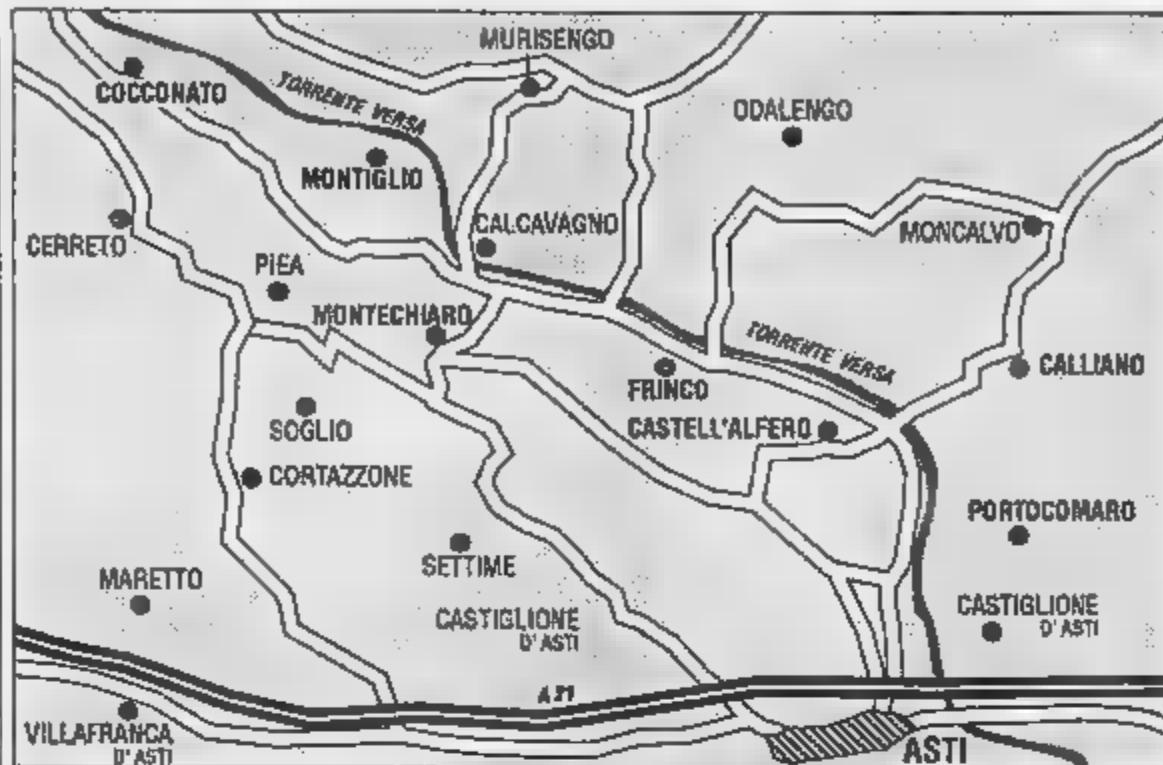 MURISENGO
COCCONATO
TORRENTE VERSA
ODALENGO
MONTIGLIO
CALCAVAGNO
MONCALVO
CERRETO
PIEA
MONTECHIARO
TORRENTE VERSA
FRINCO
CALLIANO
SOGLIO
CASTELL'ALFERO
CORTAZZONE
PORTOCOMARO
SETTIME
MARETTO
CASTIGLIONE
D'ASTI
CASTIGLIONE
D'ASTI
A 21
VILLAFRANCA
D'ASTI
ASTI